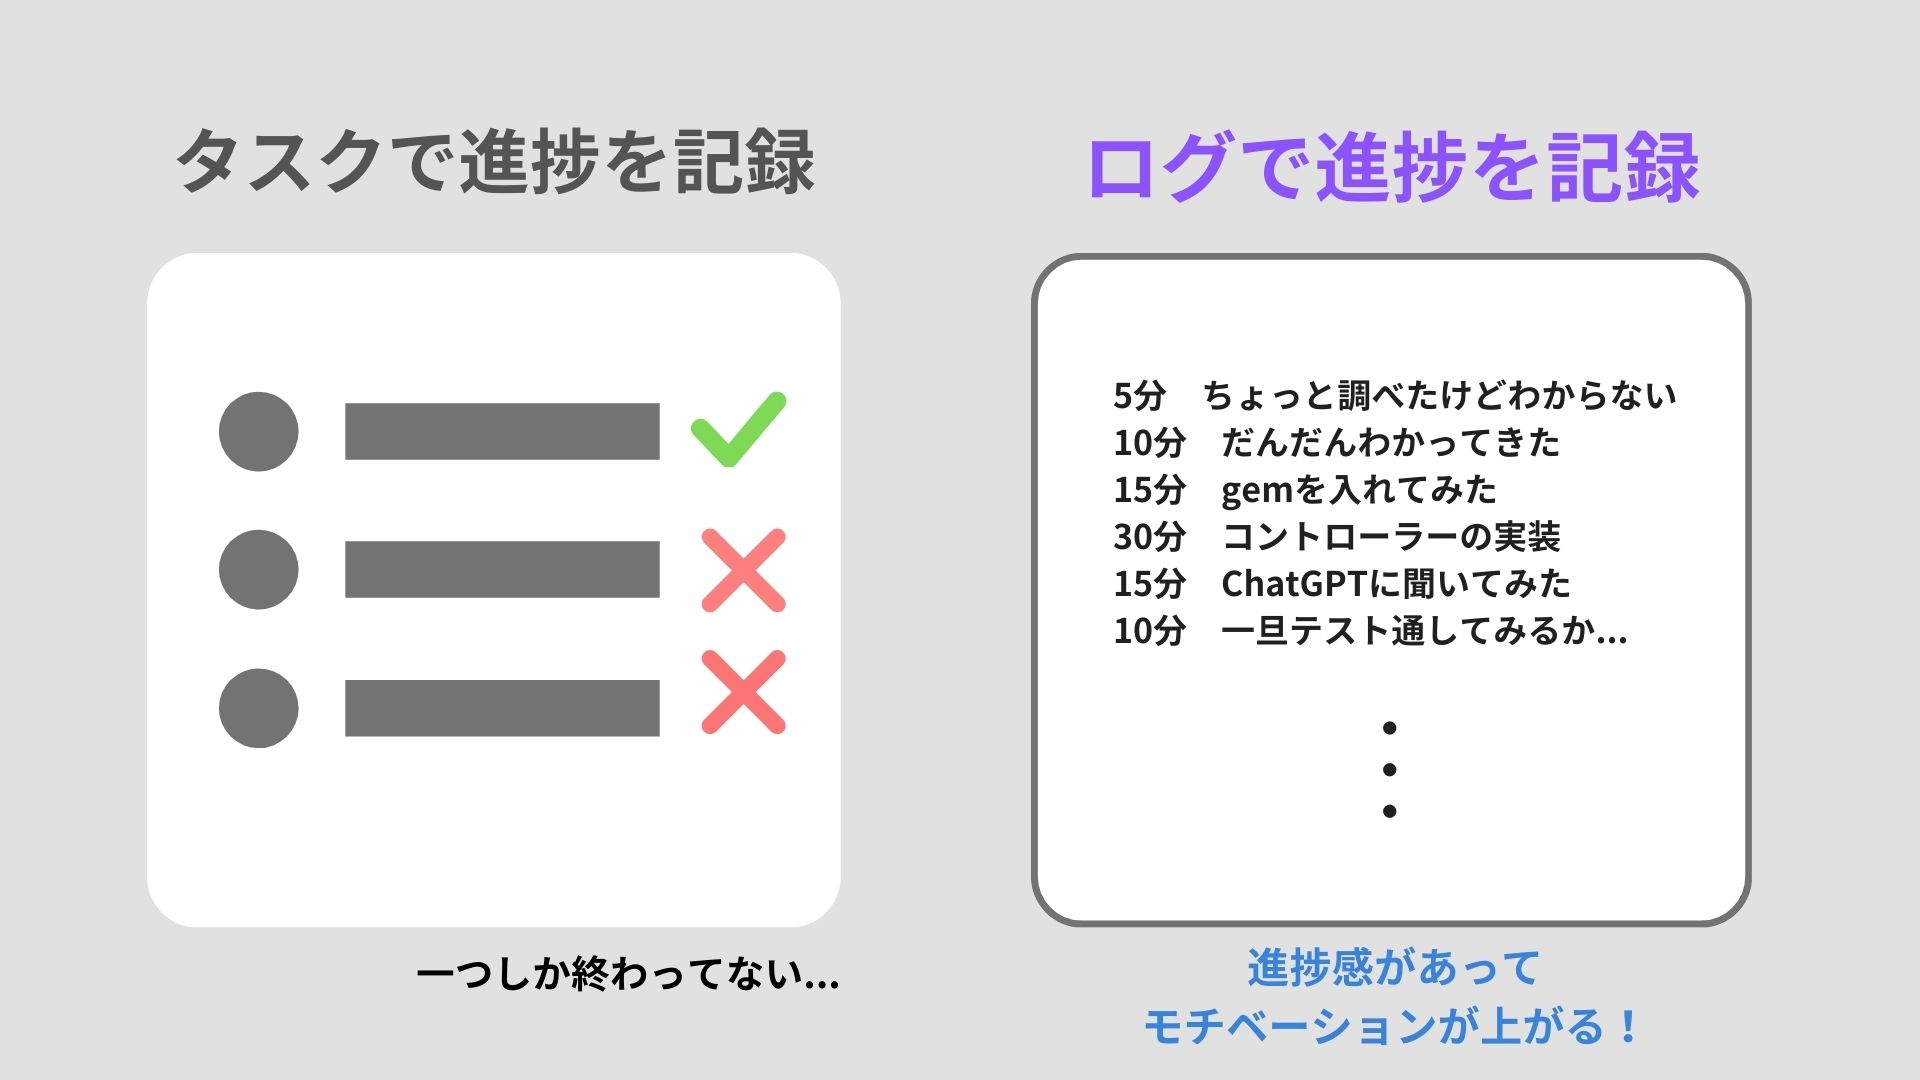 タスクで進捗を記録
一つしか終わってない...
ログで進捗を記録
5分　ちょっと調べたけどわからない
10分　だんだんわかってきた
15分　gemを入れてみた
30分　コントローラーの実装
15分　ChatGPTに聞いてみた
10分　一旦テスト通してみるか...
進捗感があって
モチベーションが上がる！